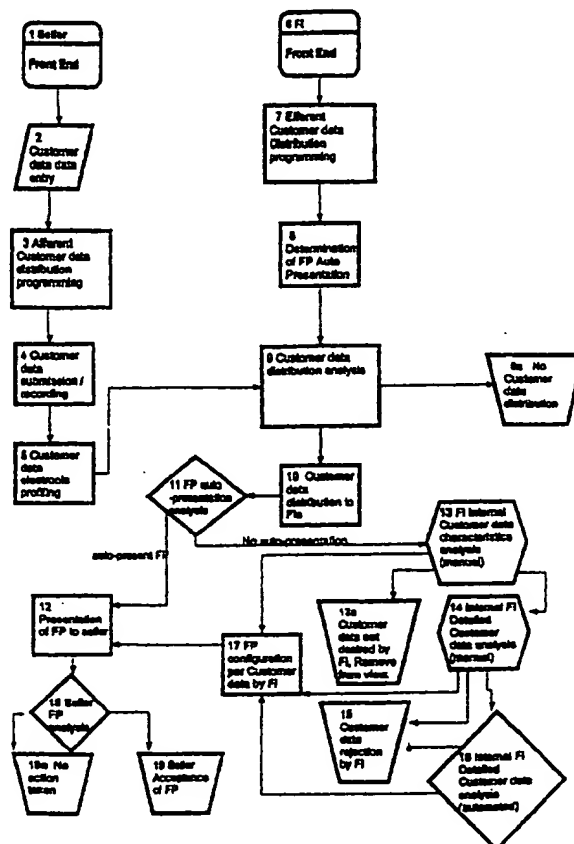 1 Seller
Front End
2
Customer
data data
entry
3 Afferent
Customer data
distribution
programming
4 Customer
data
submission /
recording
5 Customer
data
electronic
profiling
6 FI
Front End
7 Efferent
Customer data
Distribution
programming
8
Determination
of FP Auto
Presentation
9 Customer data
distribution analysis
9a No
Customer
data
distribution
10 Customer
data
distribution to
FIs
11 FP auto
-presentation
analysis
auto-present FP
No auto-presentation
12
Presentation
of FP to seller
13 FI Internal
Customer data
characteristics
analysis
(manual)
13a
Customer
data not
desired by
FI, Remove
from view.
14 Internal FI
Detailed
Customer
data analysis
(manual)
15
Customer
data
rejection
by FI
16 Internal FI
Detailed
Customer data
analysis
(automated)
17 FP
configuration
per Customer
data by FI
18 Seller
FP
analysis
19a No
action
taken
19 Seller
Acceptance
of FP